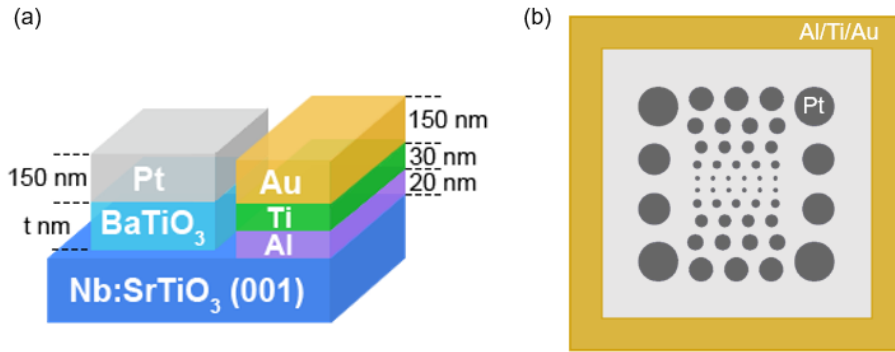 (a)
150 nm
30 nm
20 nm
150 nm
t nm
Pt
BaTiO₃
Au
Ti
Al
Nb:SrTiO₃ (001)
(b)
Al/Ti/Au
Pt